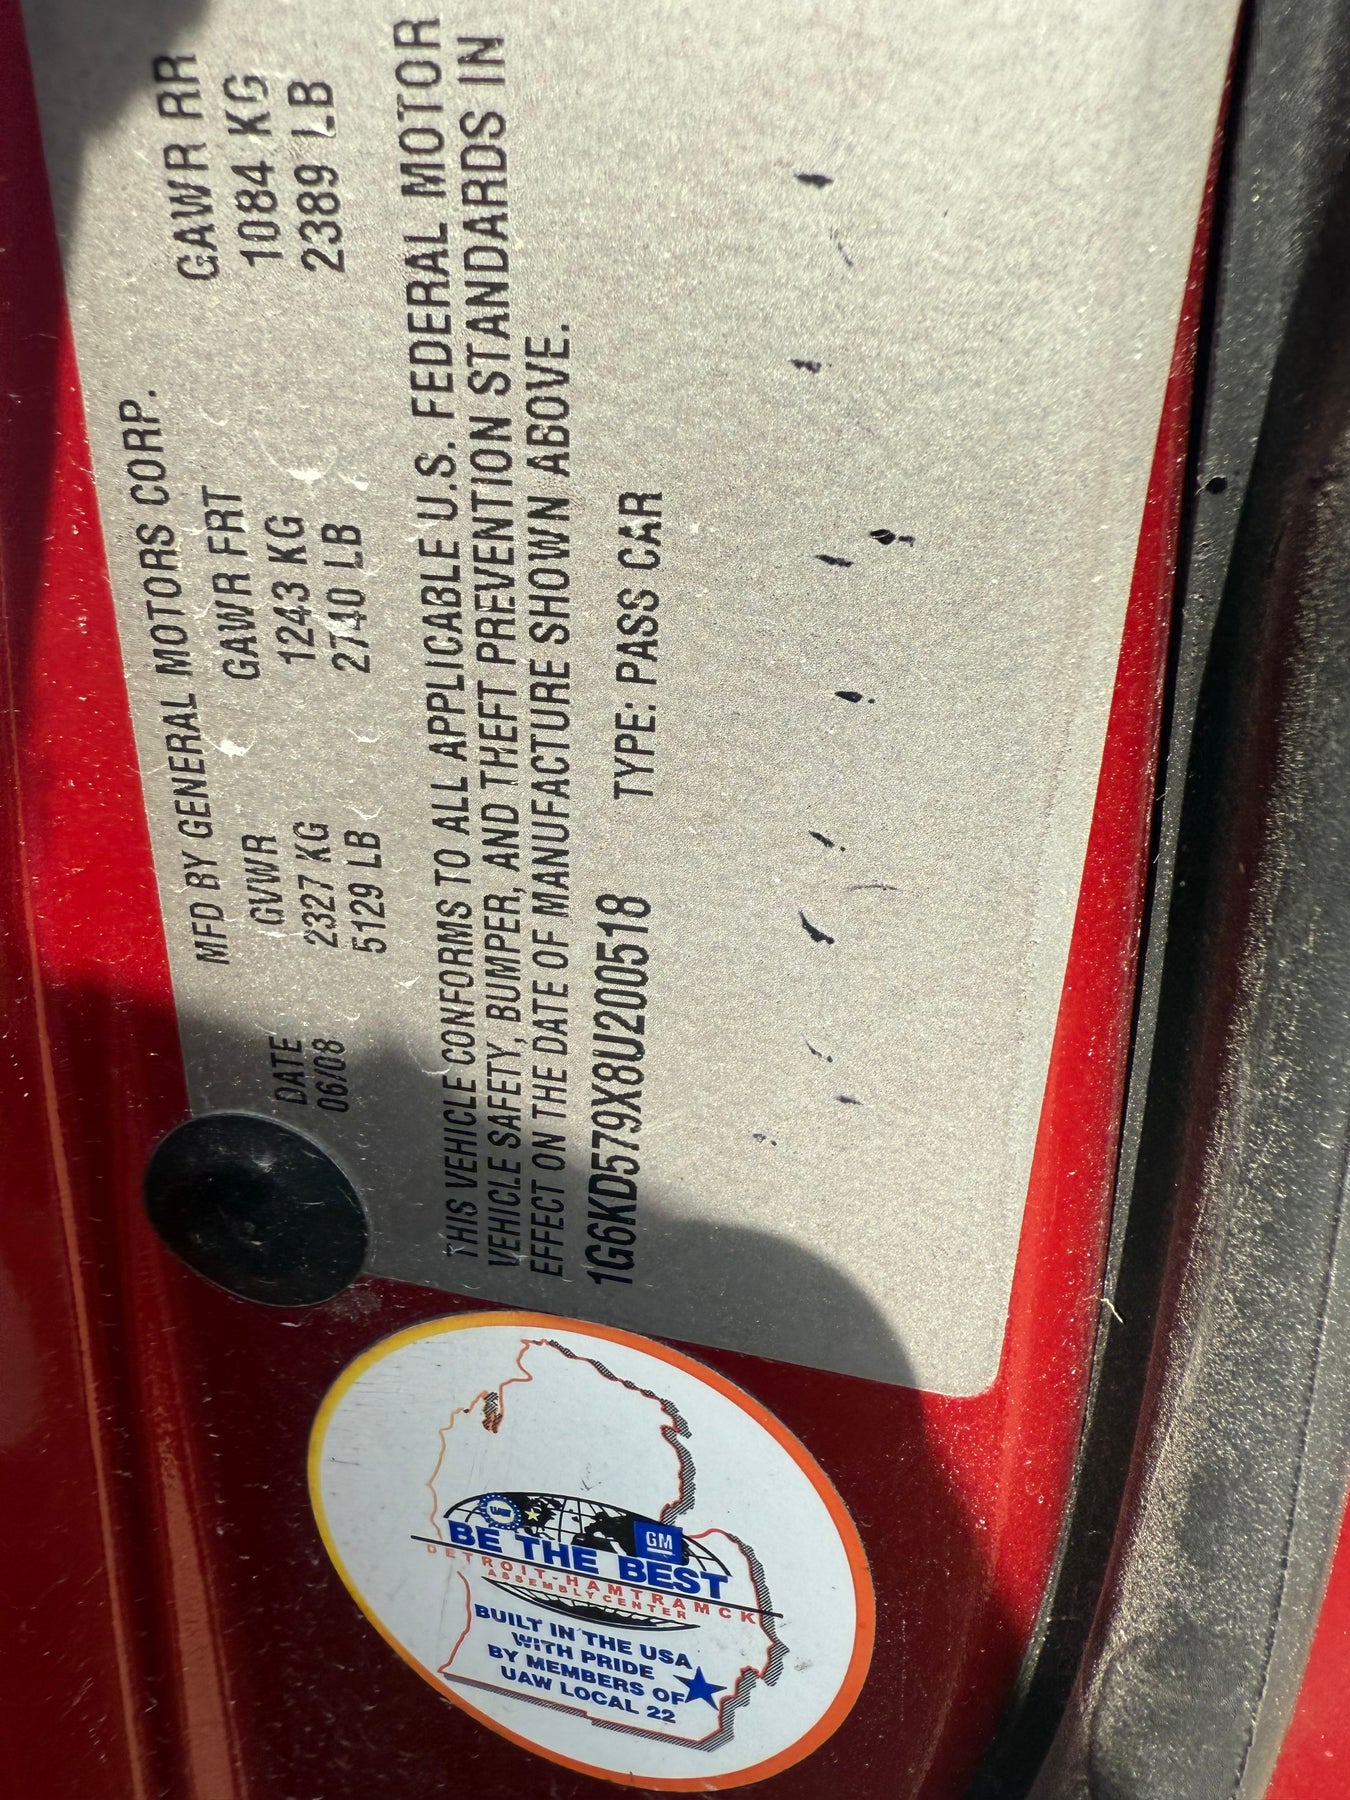 MFD BY GENERAL MOTORS CORP.
DATE GVWR GAWR FRT GAWR RR
06/08 2327 KG 1243 KG 1084 KG
5129 LB 2740 LB 2389 LB
THIS VEHICLE CONFORMS TO ALL APPLICABLE U.S. FEDERAL MOTOR
VEHICLE SAFETY, BUMPER, AND THEFT PREVENTION STANDARDS IN
EFFECT ON THE DATE OF MANUFACTURE SHOWN ABOVE.
1G6KD579X8U200518 TYPE: PASS CAR
GM
BE THE BEST
DETROIT-HAMTRAMCK
ASSEMBLY CENTER
BUILT IN THE USA
WITH PRIDE
BY MEMBERS OF
UAW LOCAL 22